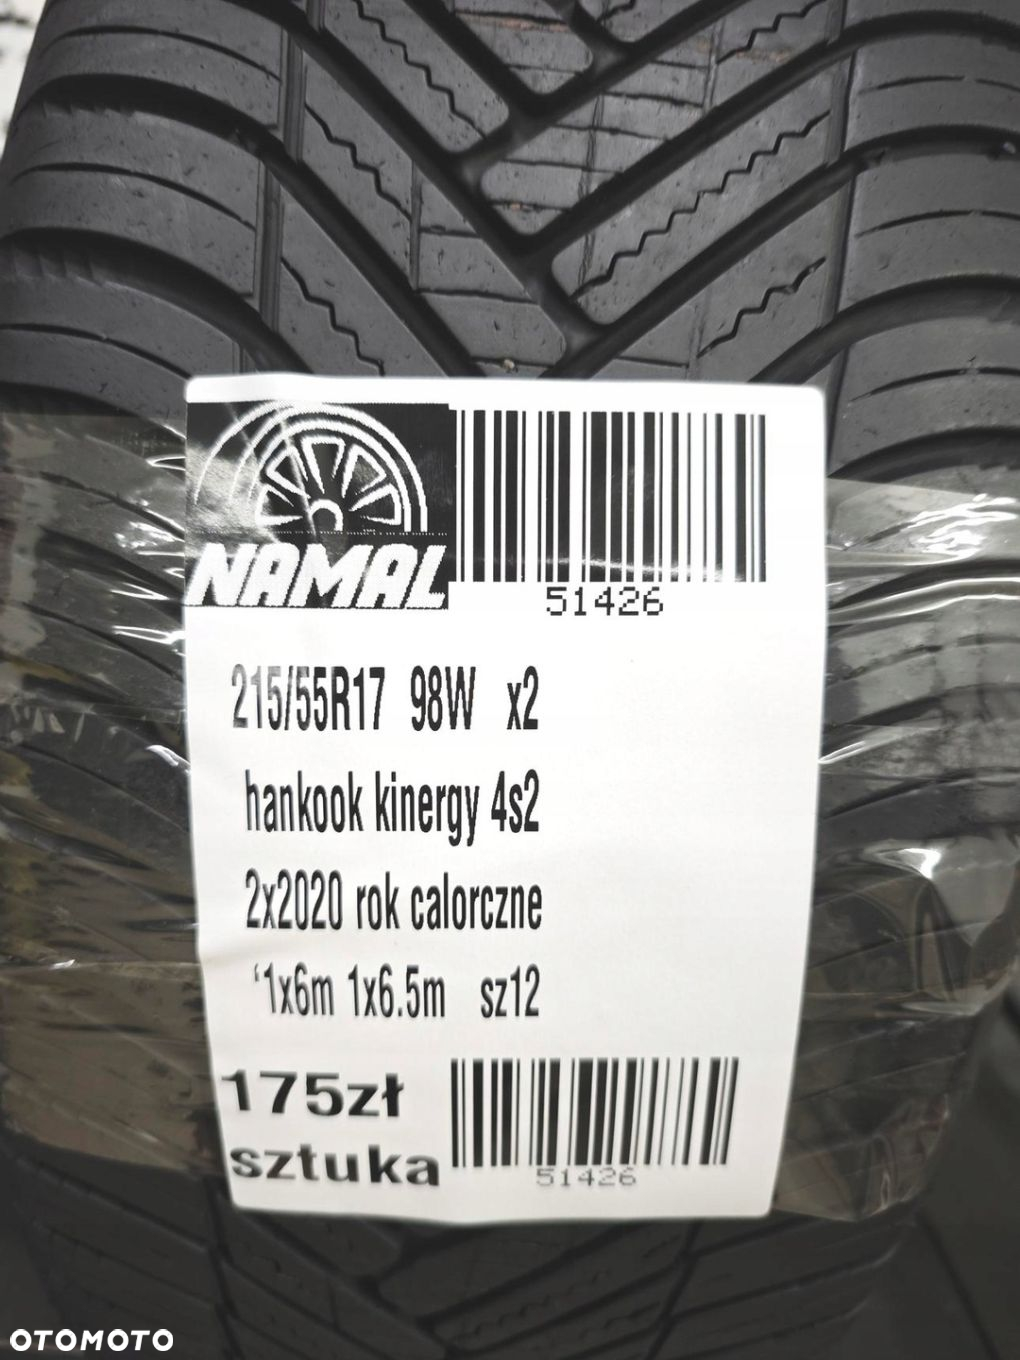 NAMAL
51426
215/55R17 98W x2
hankook kinergy 4s2
2x2020 rok calorczne
‘1x6m 1x6.5m sz12
175zł
sztuka
51426
OTOMOTO